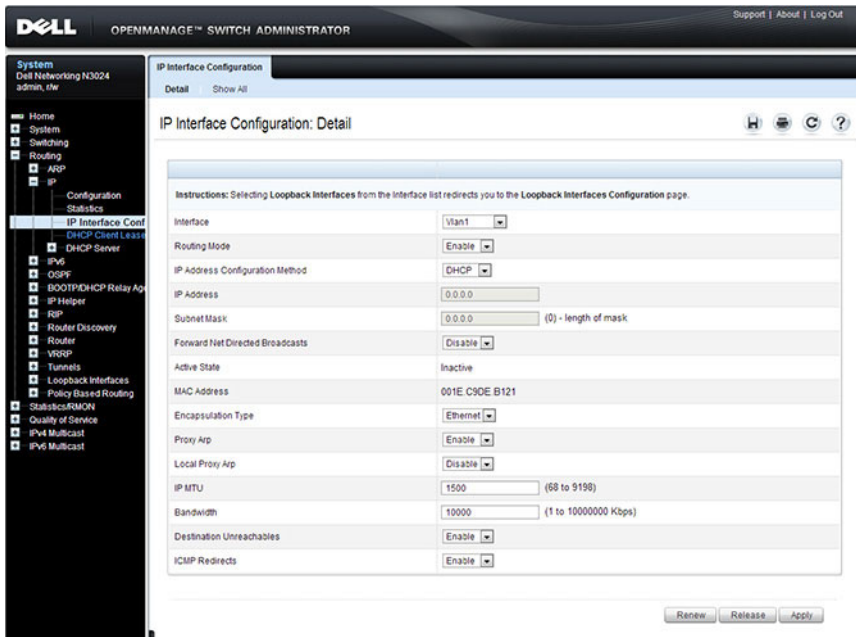 DELL
OPENMANAGE™ SWITCH ADMINISTRATOR
Support | About | Log Out
System
Dell Networking N3024
admin, r/w
Home
System
Switching
Routing
ARP
IP
Configuration
Statistics
IP Interface Conf
DHCP Client Lease
DHCP Server
IPv6
OSPF
BOOTP/DHCP Relay Age
IP Helper
RIP
Router Discovery
Router
VRRP
Tunnels
Loopback Interfaces
Policy Based Routing
Statistics/RMON
Quality of Service
IPv4 Multicast
IPv6 Multicast
IP Interface Configuration
Detail Show All
IP Interface Configuration: Detail
Instructions: Selecting Loopback Interfaces from the Interface list redirects you to the Loopback Interfaces Configuration page.
Interface Vlan1
Routing Mode Enable
IP Address Configuration Method DHCP
IP Address 0.0.0.0
Subnet Mask 0.0.0.0 (0) - length of mask
Forward Net Directed Broadcasts Disable
Active State Inactive
MAC Address 001E.C9DE.B121
Encapsulation Type Ethernet
Proxy Arp Enable
Local Proxy Arp Disable
IP MTU 1500 (68 to 9198)
Bandwidth 10000 (1 to 10000000 Kbps)
Destination Unreachables Enable
ICMP Redirects Enable
Renew Release Apply